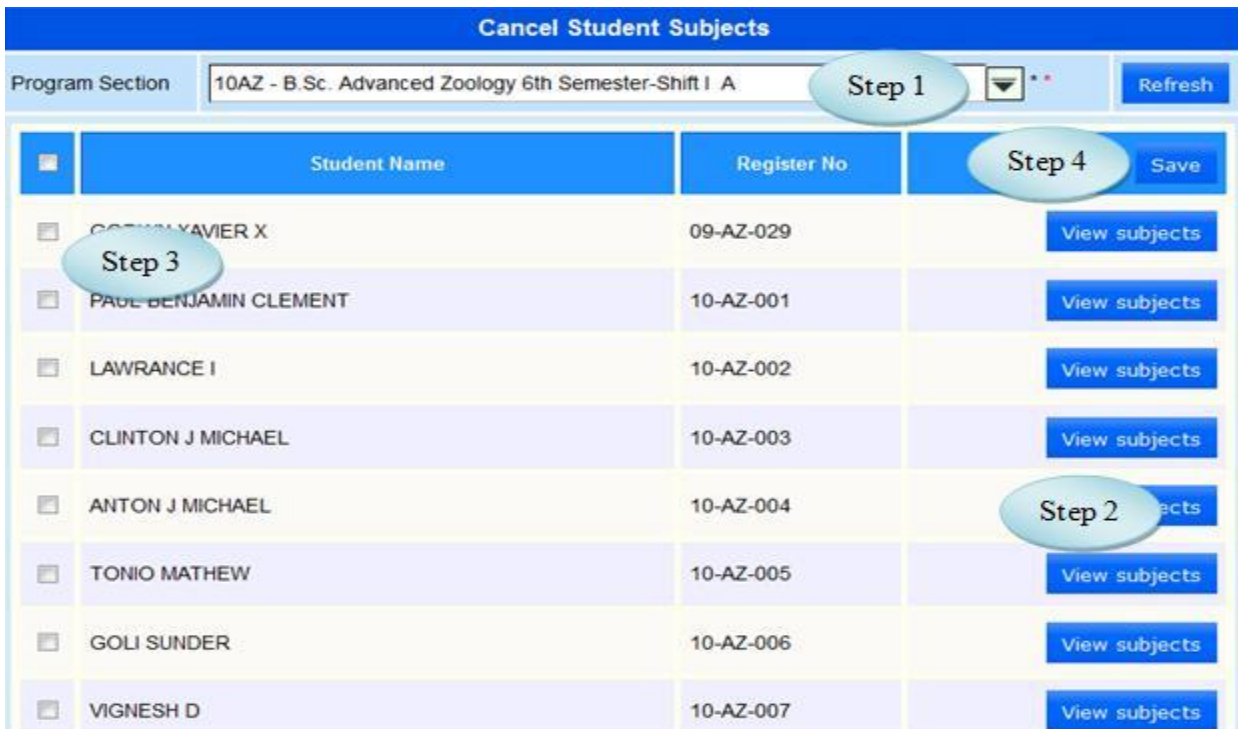 Cancel Student Subjects
Program Section 10AZ - B.Sc. Advanced Zoology 6th Semester-Shift I A Step 1 ** Refresh
Student Name Register No Step 4 Save
XAVIER X 09-AZ-029 View subjects
Step 3
PAUL BENJAMIN CLEMENT 10-AZ-001 View subjects
LAWRANCE I 10-AZ-002 View subjects
CLINTON J MICHAEL 10-AZ-003 View subjects
ANTON J MICHAEL 10-AZ-004 Step 2 ects
TONIO MATHEW 10-AZ-005 View subjects
GOLI SUNDER 10-AZ-006 View subjects
VIGNESH D 10-AZ-007 View subjects